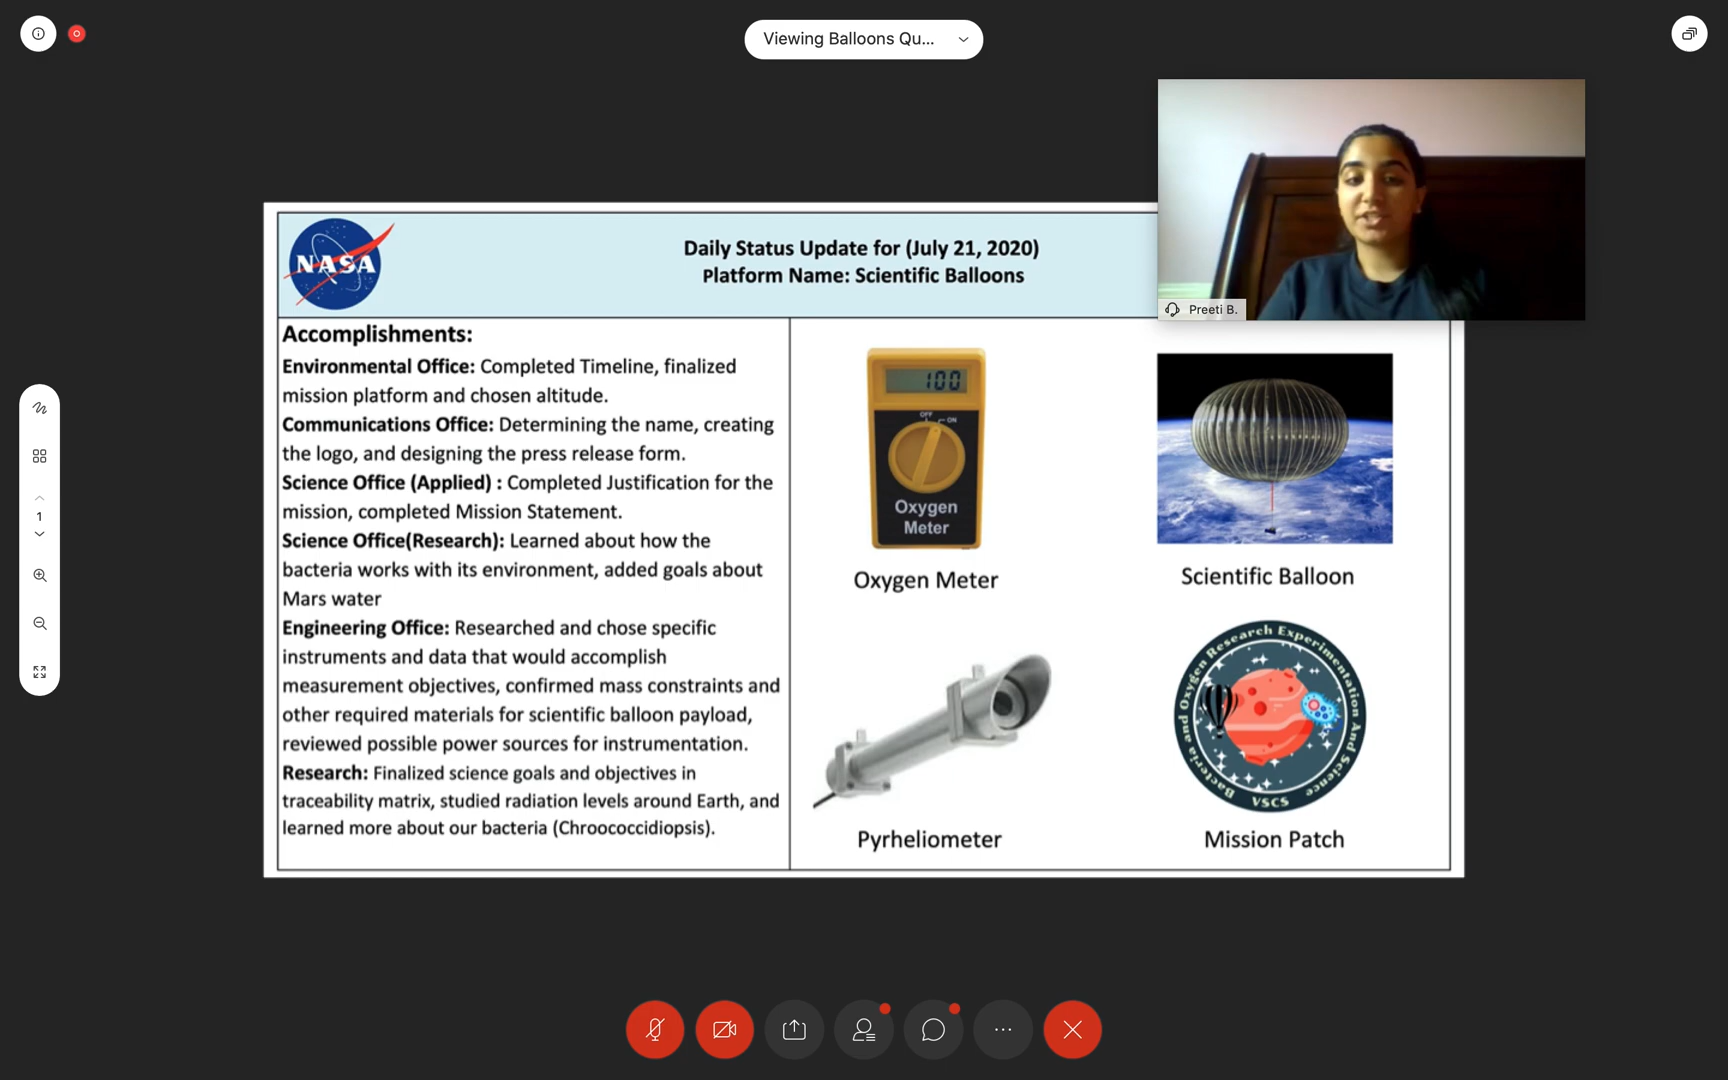 Viewing Balloons Qu...
NASA
Daily Status Update for (July 21, 2020)
Platform Name: Scientific Balloons
Preeti B.
Accomplishments:
Environmental Office: Completed Timeline, finalized
mission platform and chosen altitude.
Communications Office: Determining the name, creating
the logo, and designing the press release form.
Science Office (Applied) : Completed Justification for the
mission, completed Mission Statement.
Science Office(Research): Learned about how the
bacteria works with its environment, added goals about
Mars water
Engineering Office: Researched and chose specific
instruments and data that would accomplish
measurement objectives, confirmed mass constraints and
other required materials for scientific balloon payload,
reviewed possible power sources for instrumentation.
Research: Finalized science goals and objectives in
traceability matrix, studied radiation levels around Earth, and
learned more about our bacteria (Chroococcidiopsis).
100
OFF
ON
Oxygen
Meter
Oxygen Meter
Scientific Balloon
Pyrheliometer
Bacteria and Oxygen Research Experimentation And Science
VSCS
Mission Patch
1